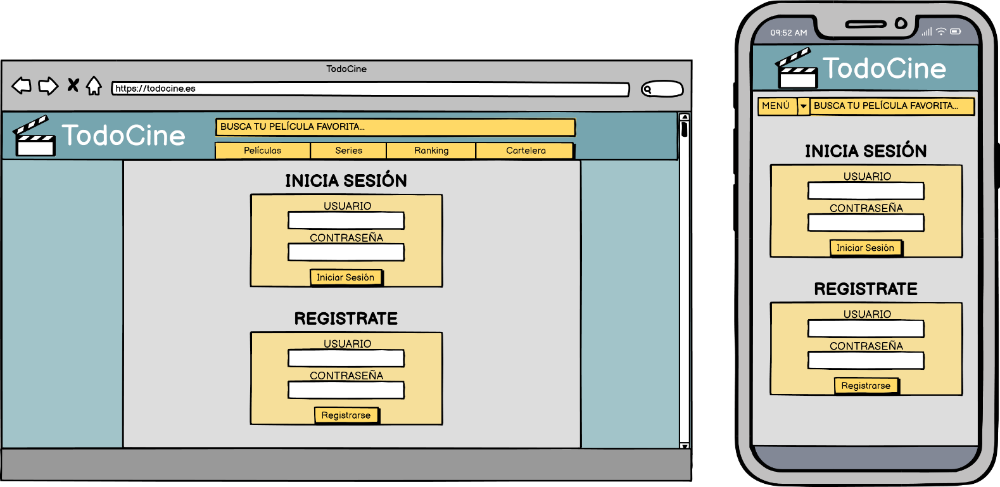 TodoCine
https://todocine.es
TodoCine
BUSCA TU PELÍCULA FAVORITA...
Películas Series Ranking Cartelera
INICIA SESIÓN
USUARIO
CONTRASEÑA
Iniciar Sesión
REGISTRATE
USUARIO
CONTRASEÑA
Registrarse
09:52 AM
TodoCine
MENÚ BUSCA TU PELÍCULA FAVORITA...
INICIA SESIÓN
USUARIO
CONTRASEÑA
Iniciar Sesión
REGISTRATE
USUARIO
CONTRASEÑA
Registrarse